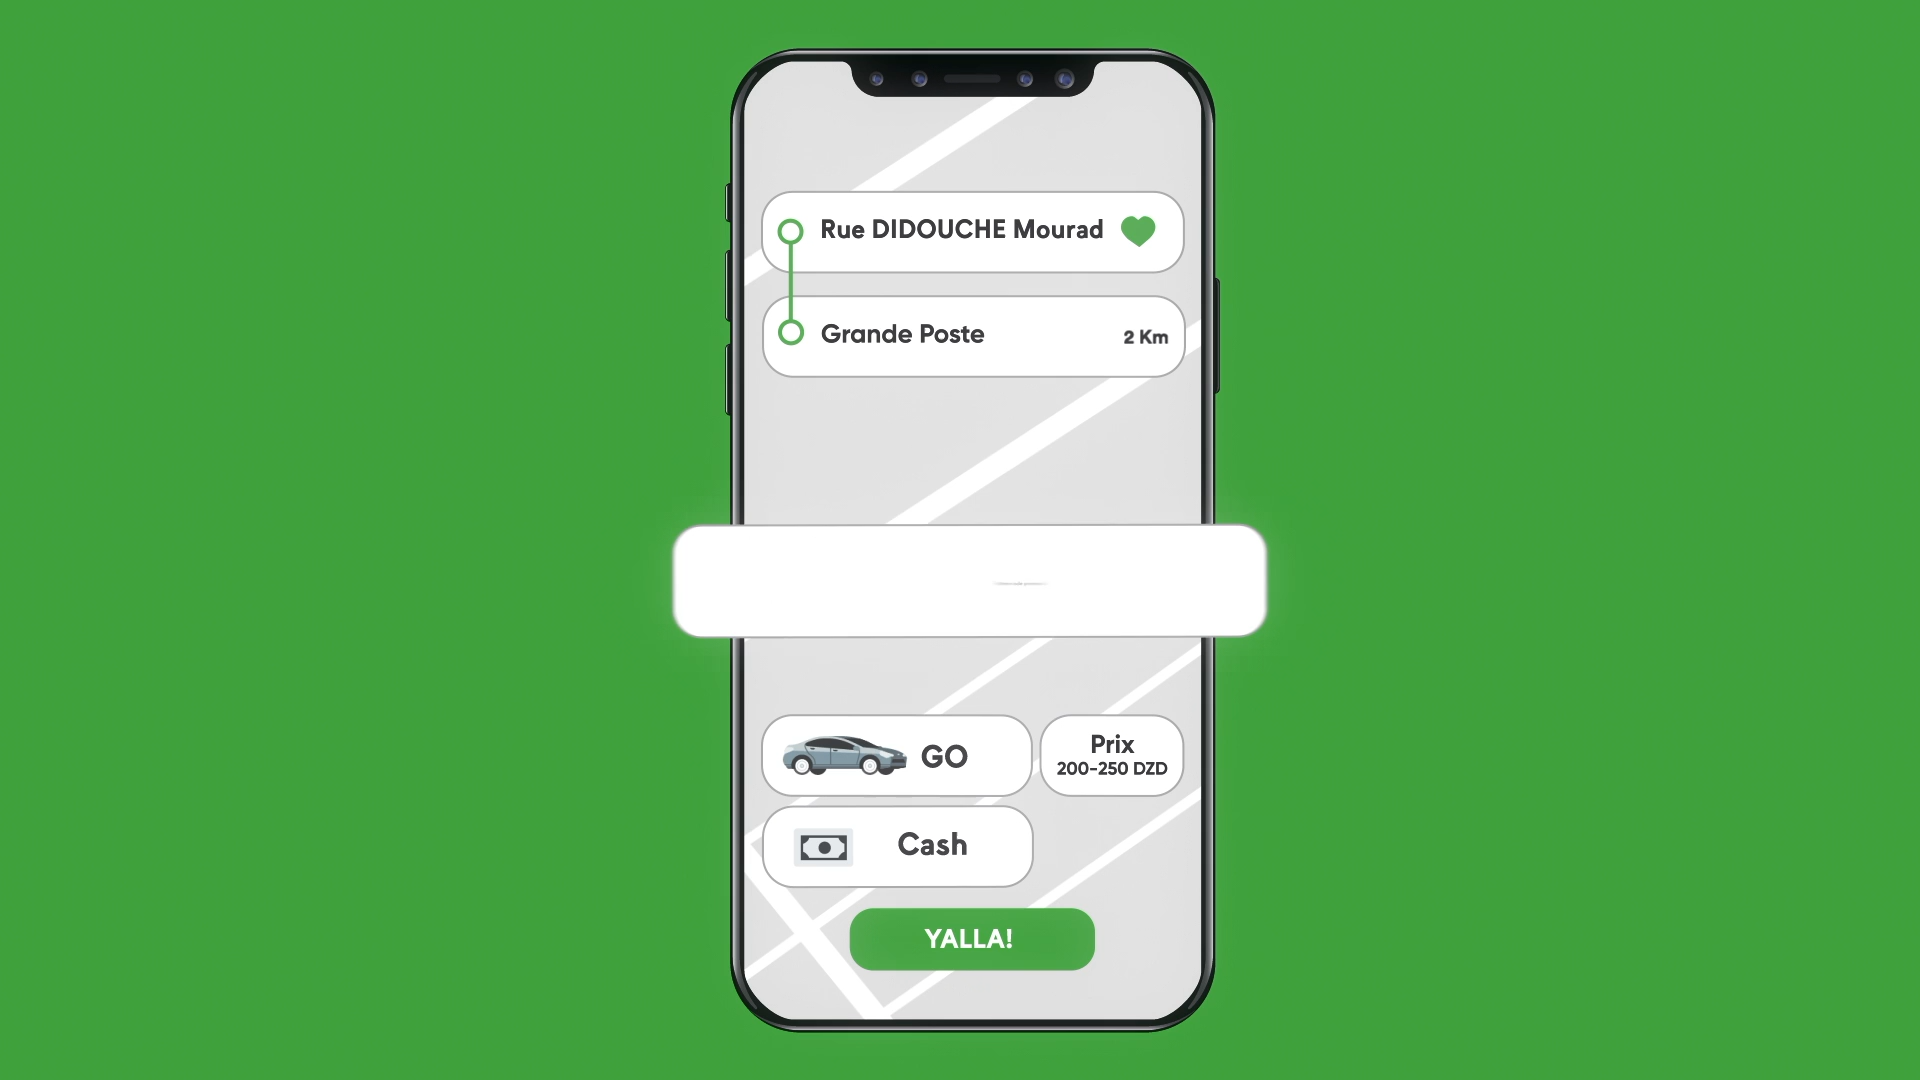 Rue DIDOUCHE Mourad
Grande Poste
2 Km
GO
Prix
200-250 DZD
Cash
YALLA!